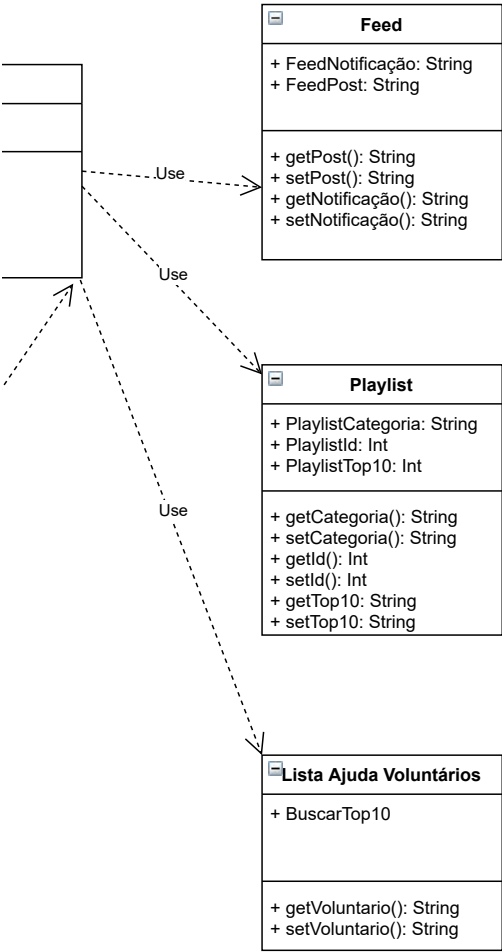 Feed
+ FeedNotificação: String
+ FeedPost: String
+ getPost(): String
+ setPost(): String
+ getNotificação(): String
+ setNotificação(): String
Use
Use
Playlist
+ PlaylistCategoria: String
+ PlaylistId: Int
+ PlaylistTop10: Int
+ getCategoria(): String
+ setCategoria(): String
+ getId(): Int
+ setId(): Int
+ getTop10: String
+ setTop10: String
Use
Lista Ajuda Voluntários
+ BuscarTop10
+ getVoluntario(): String
+ setVoluntario(): String